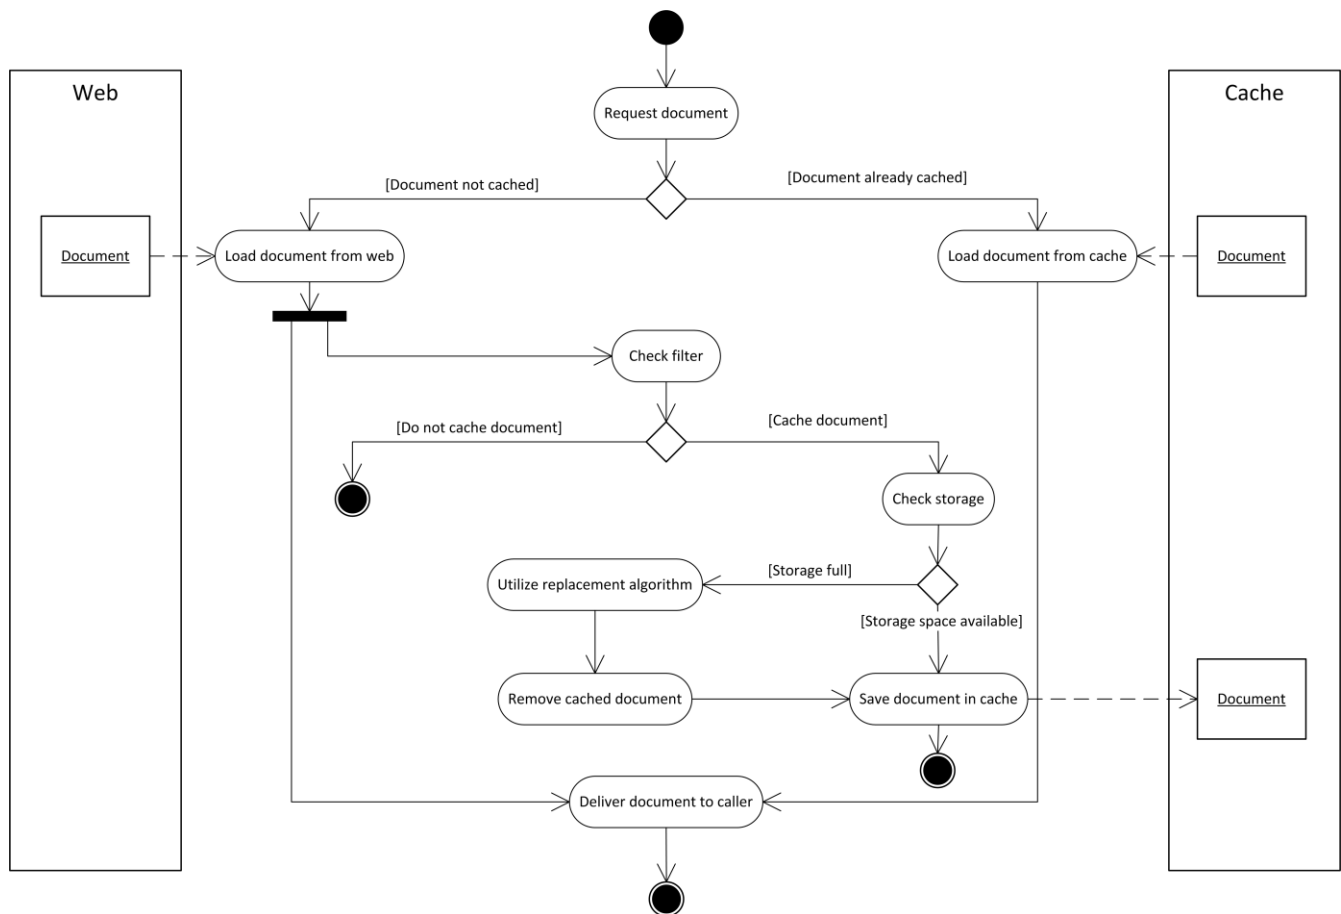 Web
Cache
Request document
[Document not cached]
[Document already cached]
Document
Load document from web
Load document from cache
Document
Check filter
[Do not cache document]
[Cache document]
Check storage
Utilize replacement algorithm
[Storage full]
[Storage space available]
Remove cached document
Save document in cache
Document
Deliver document to caller